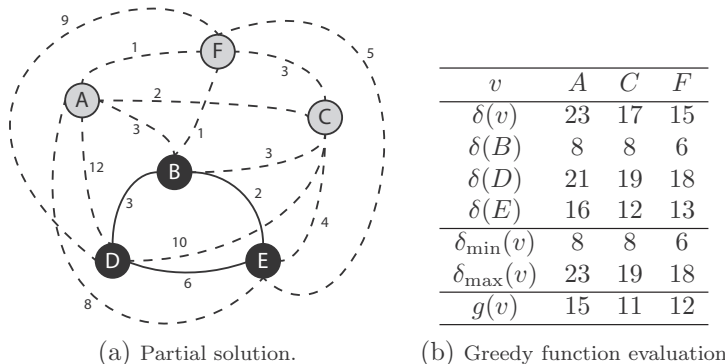 9
5
F
1
3
A
2
C
3
1
3
B
12
3
2
10
4
D
E
6
8
(a) Partial solution.
v A C F
δ(v) 23 17 15
δ(B) 8 8 6
δ(D) 21 19 18
δ(E) 16 12 13
δmin(v) 8 8 6
δmax(v) 23 19 18
g(v) 15 11 12
(b) Greedy function evaluation